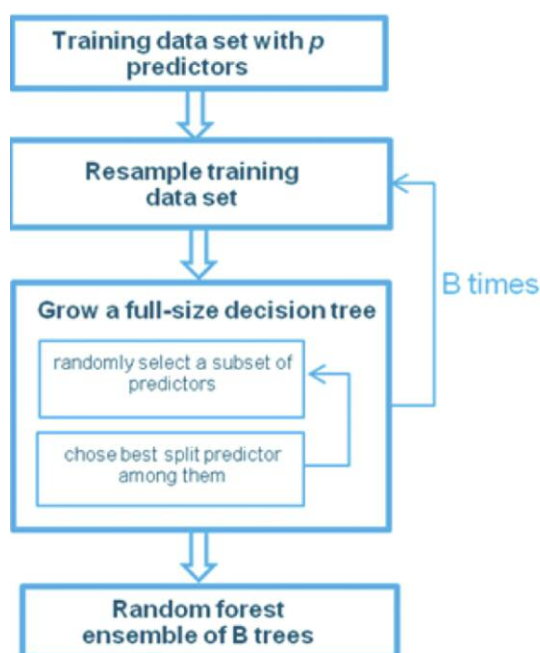 Training data set with p
predictors
Resample training
data set
B times
Grow a full-size decision tree
randomly select a subset of
predictors
chose best split predictor
among them
Random forest
ensemble of B trees